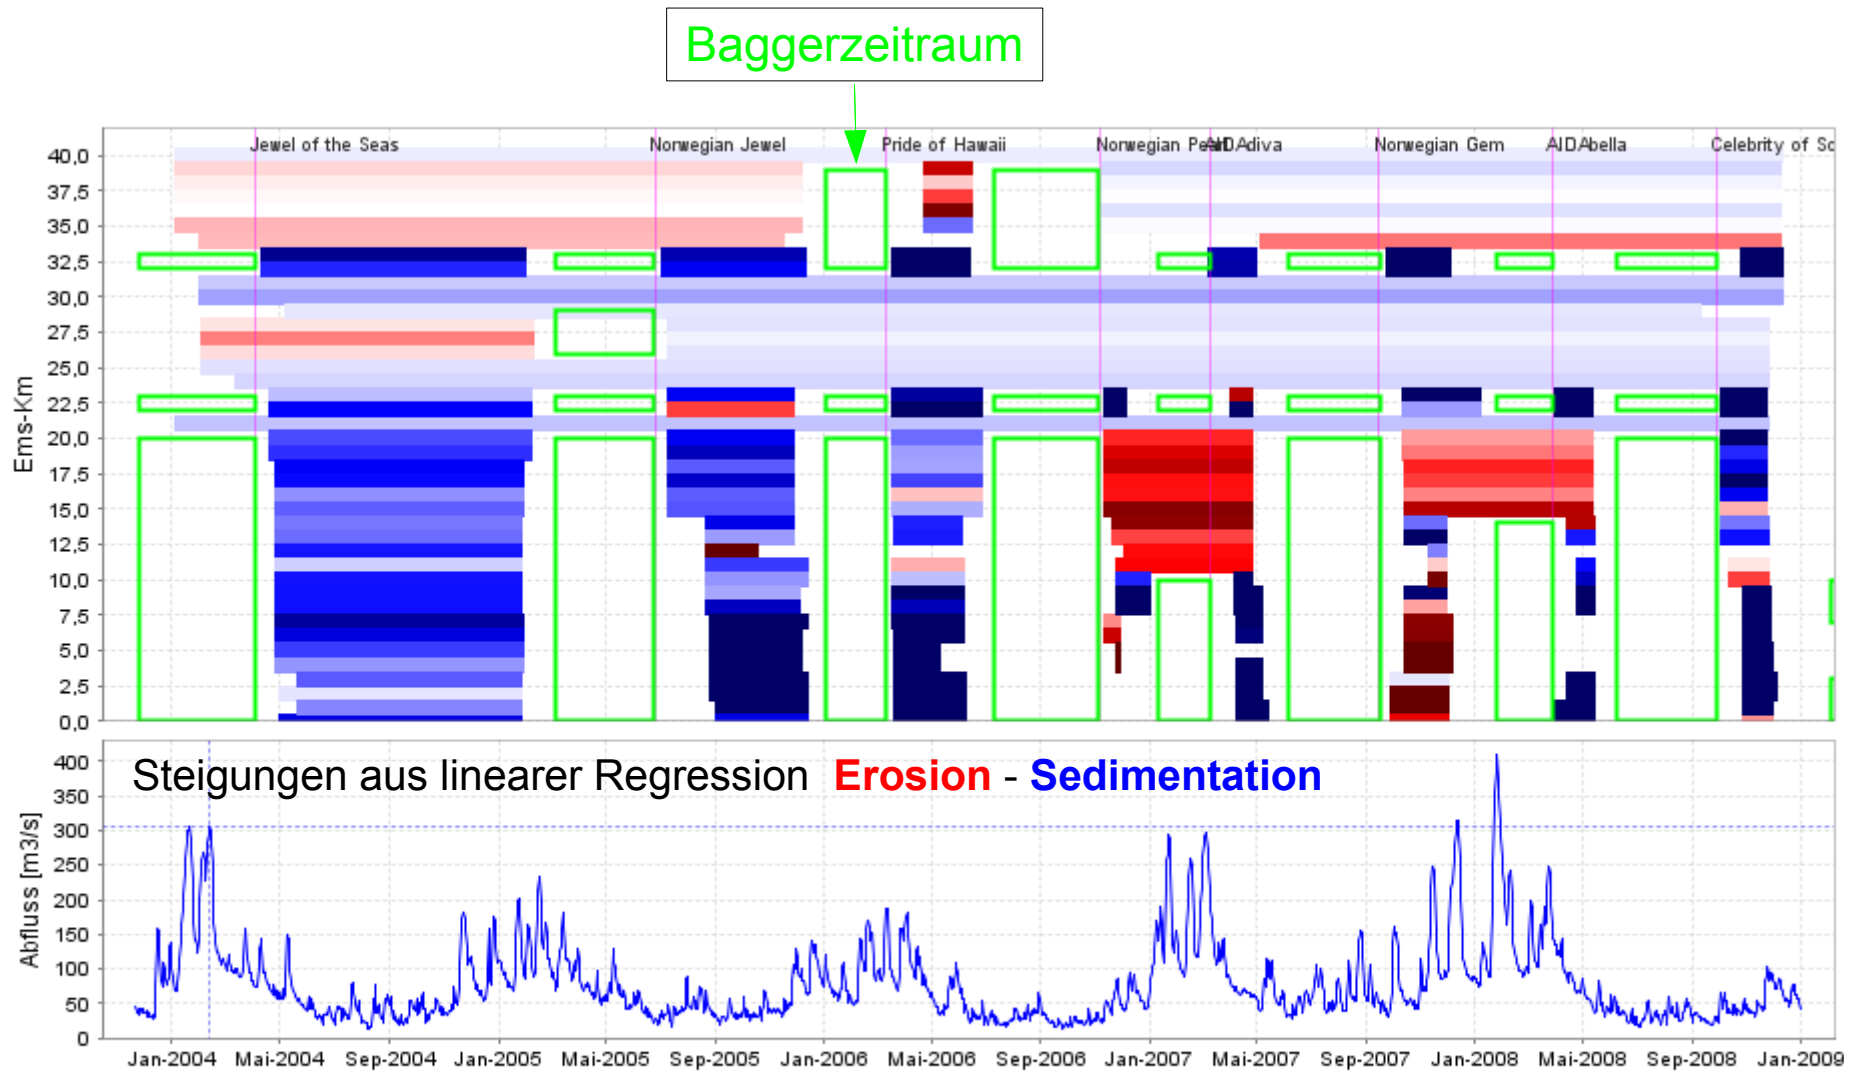 Baggerzeitraum
Jewel of the Seas
Norwegian Jewel
Pride of Hawaii
Norwegian Pearl
AIDAdiva
Norwegian Gem
AIDAbella
Celebrity of So
Ems-Km
40,0
37,5
35,0
32,5
30,0
27,5
25,0
22,5
20,0
17,5
15,0
12,5
10,0
7,5
5,0
2,5
0,0
Steigungen aus linearer Regression Erosion - Sedimentation
Abfluss [m3/s]
400
350
300
250
200
150
100
50
0
Jan-2004 Mai-2004 Sep-2004 Jan-2005 Mai-2005 Sep-2005 Jan-2006 Mai-2006 Sep-2006 Jan-2007 Mai-2007 Sep-2007 Jan-2008 Mai-2008 Sep-2008 Jan-2009